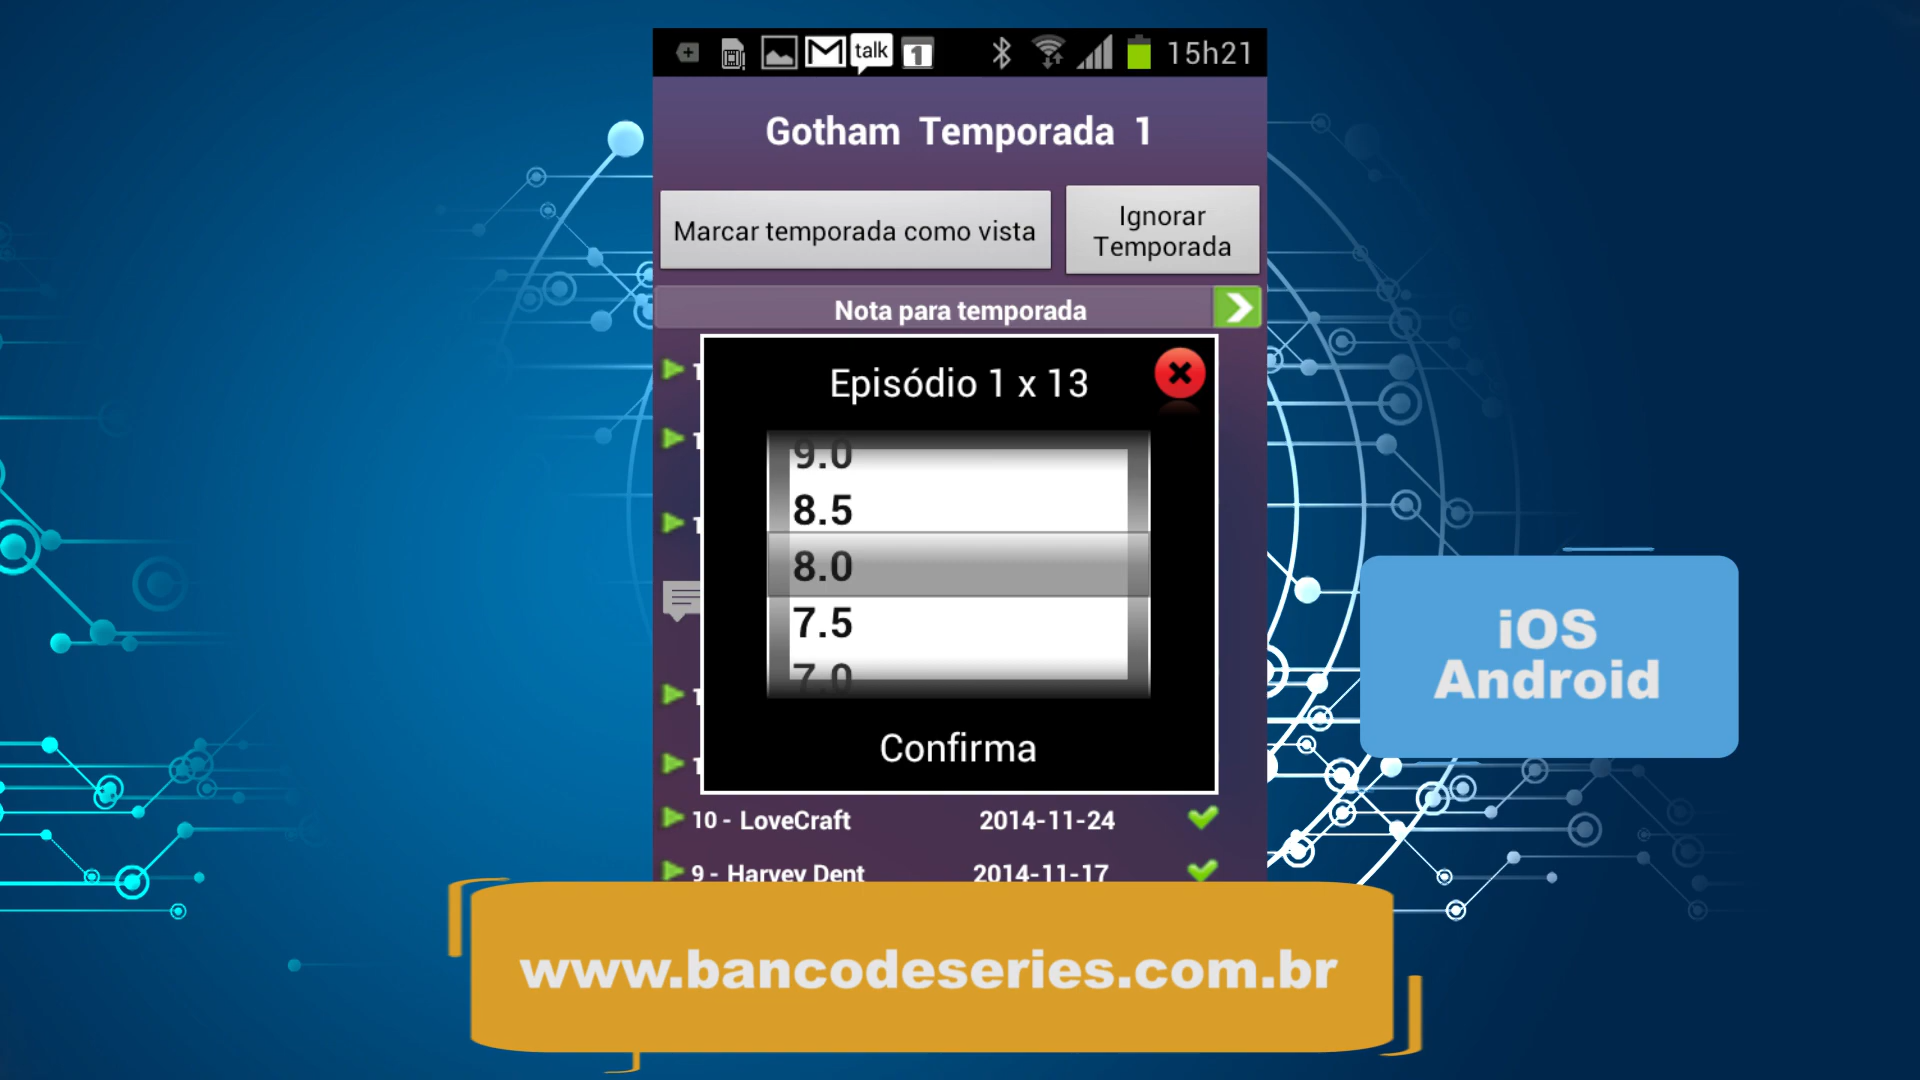 talk
1
15h21
Gotham Temporada 1
Marcar temporada como vista
Ignorar
Temporada
Nota para temporada
Episódio 1 x 13
9.0
8.5
8.0
7.5
7.0
Confirma
10 - LoveCraft 2014-11-24
9 - Harvey Dent 2014-11-17
iOS
Android
www.bancodeseries.com.br